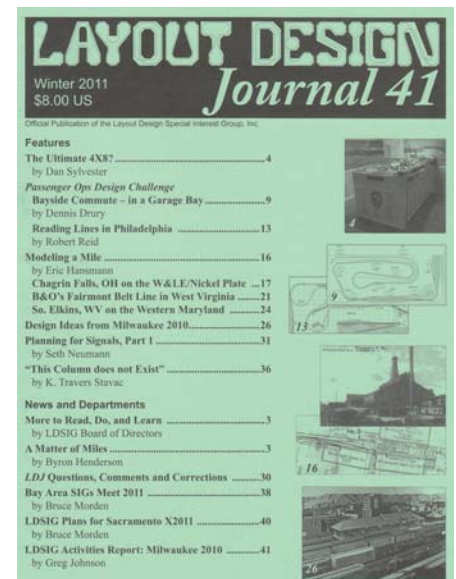 LAYOUT DESIGN
Winter 2011
Journal 41
$8.00 US
Official Publication of the Layout Design Special Interest Group, Inc.
Features
The Ultimate 4X8?....................................................4
by Dan Sylvester
Passenger Ops Design Challenge
Bayside Commute – in a Garage Bay.....................9
by Dennis Drury
Reading Lines in Philadelphia ............................13
by Robert Reid
Modeling a Mile ....................................................16
by Eric Hansmann
Chagrin Falls, OH on the W&LE/Nickel Plate ...17
B&O's Fairmont Belt Line in West Virginia ........21
So. Elkins, WV on the Western Maryland ..........24
Design Ideas from Milwaukee 2010........................26
Planning for Signals, Part 1 ...................................31
by Seth Neumann
"This Column does not Exist" ...............................36
by K. Travers Stavac
News and Departments
More to Read, Do, and Learn .................................3
by LDSIG Board of Directors
A Matter of Miles.....................................................3
by Byron Henderson
LDJ Questions, Comments and Corrections ..........30
Bay Area SIGs Meet 2011 ......................................38
by Bruce Morden
LDSIG Plans for Sacramento X2011 .....................40
by Bruce Morden
LDSIG Activities Report: Milwaukee 2010 ............41
by Greg Johnson
4
9
13
16
26